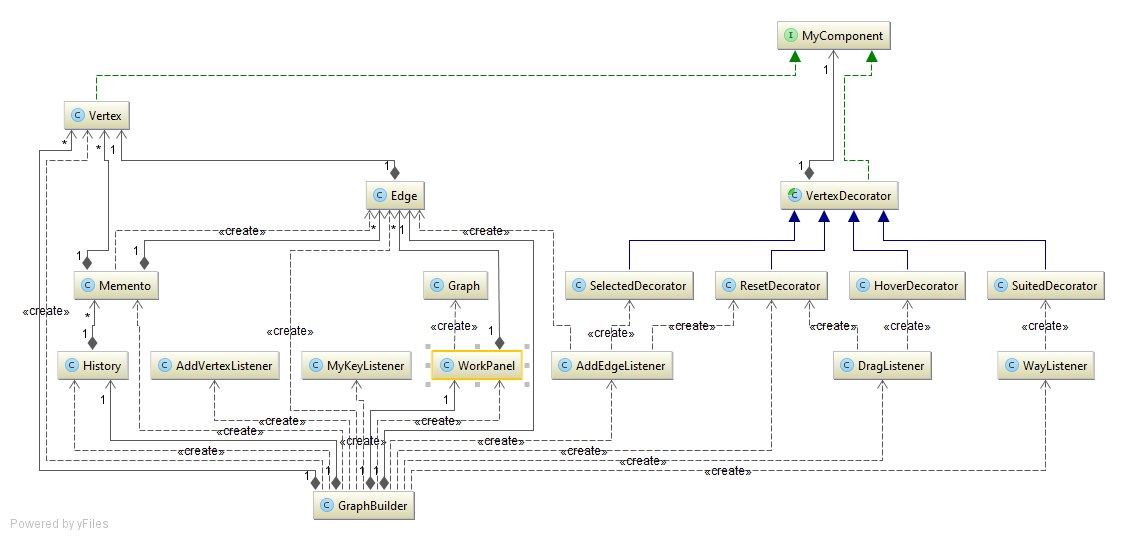 I MyComponent
1
C Vertex
* * 1 1 1
C Edge
C VertexDecorator
«create» * * 1 «create»
1 1
C Memento
C Graph
C SelectedDecorator
C ResetDecorator
C HoverDecorator
C SuitedDecorator
«create»
* «create» «create» «create» «create» «create» «create»
1 1
C History
C AddVertexListener
C MyKeyListener
C WorkPanel
C AddEdgeListener
C DragListener
C WayListener
1 1
«create» «create»
«create» «create» «create»
«create» «create»
«create»
«create»
1 1 1 1
C GraphBuilder
Powered by yFiles